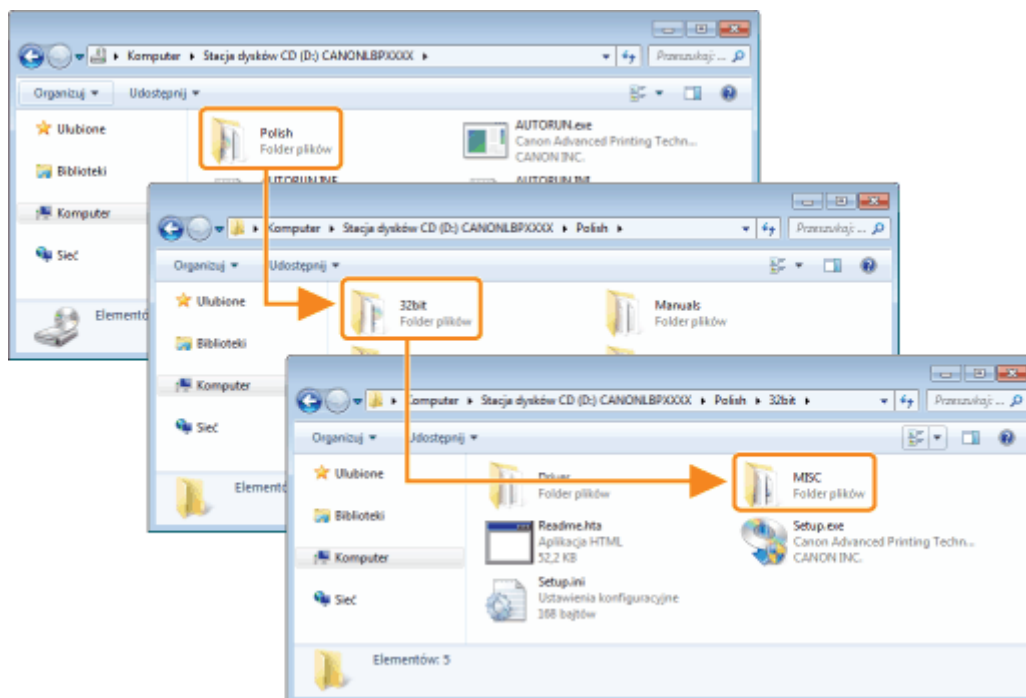 Komputer Stacja dysków CD (D:) CANONLBPXXXX
Przeszukaj: ...
Organizuj Udostępnij
Ulubione
Biblioteki
Komputer
Sieć
Polish
Folder plików
AUTORUN.exe
Canon Advanced Printing Techn...
CANON INC.
AUTORUN.INF
Komputer Stacja dysków CD (D:) CANONLBPXXXX Polish
Przeszukaj: ...
Organizuj Udostępnij
Ulubione
Biblioteki
Komputer
Sieć
32bit
Folder plików
Manuals
Folder plików
Komputer Stacja dysków CD (D:) CANONLBPXXXX Polish 32bit
Przeszukaj: ...
Organizuj Udostępnij
Ulubione
Biblioteki
Komputer
Sieć
Driver
Folder plików
MISC
Folder plików
Readme.hta
Aplikacja HTML
52,2 KB
Setup.exe
Canon Advanced Printing Techn...
CANON INC.
Setup.ini
Ustawienia konfiguracyjne
168 bajtów
Elementów: 5